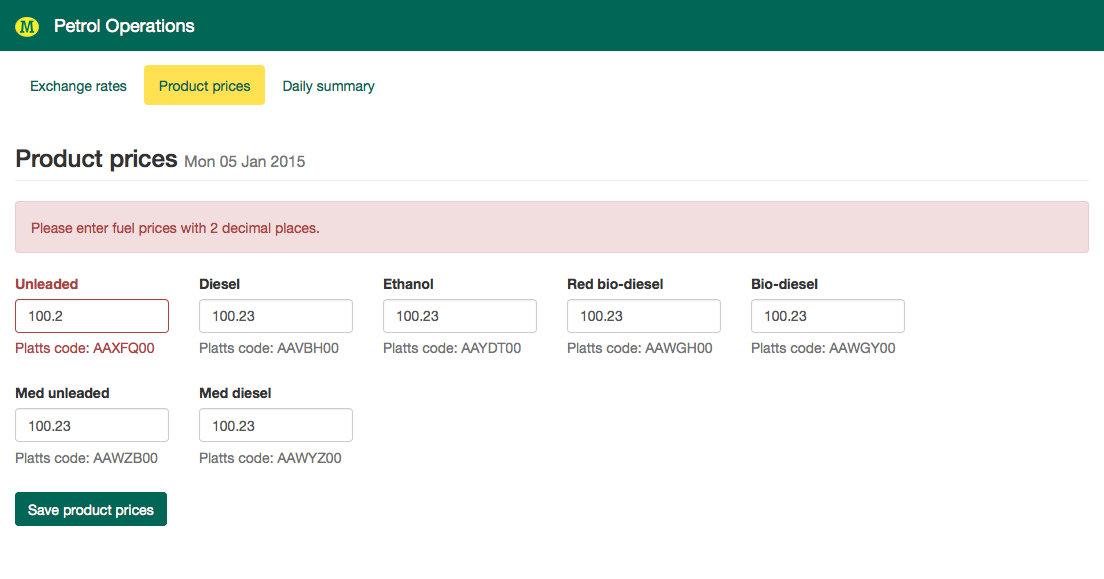 M Petrol Operations
Exchange rates Product prices Daily summary
Product prices Mon 05 Jan 2015
Please enter fuel prices with 2 decimal places.
Unleaded Diesel Ethanol Red bio-diesel Bio-diesel
100.2 100.23 100.23 100.23 100.23
Platts code: AAXFQ00 Platts code: AAVBH00 Platts code: AAYDT00 Platts code: AAWGH00 Platts code: AAWGY00
Med unleaded Med diesel
100.23 100.23
Platts code: AAWZB00 Platts code: AAWYZ00
Save product prices